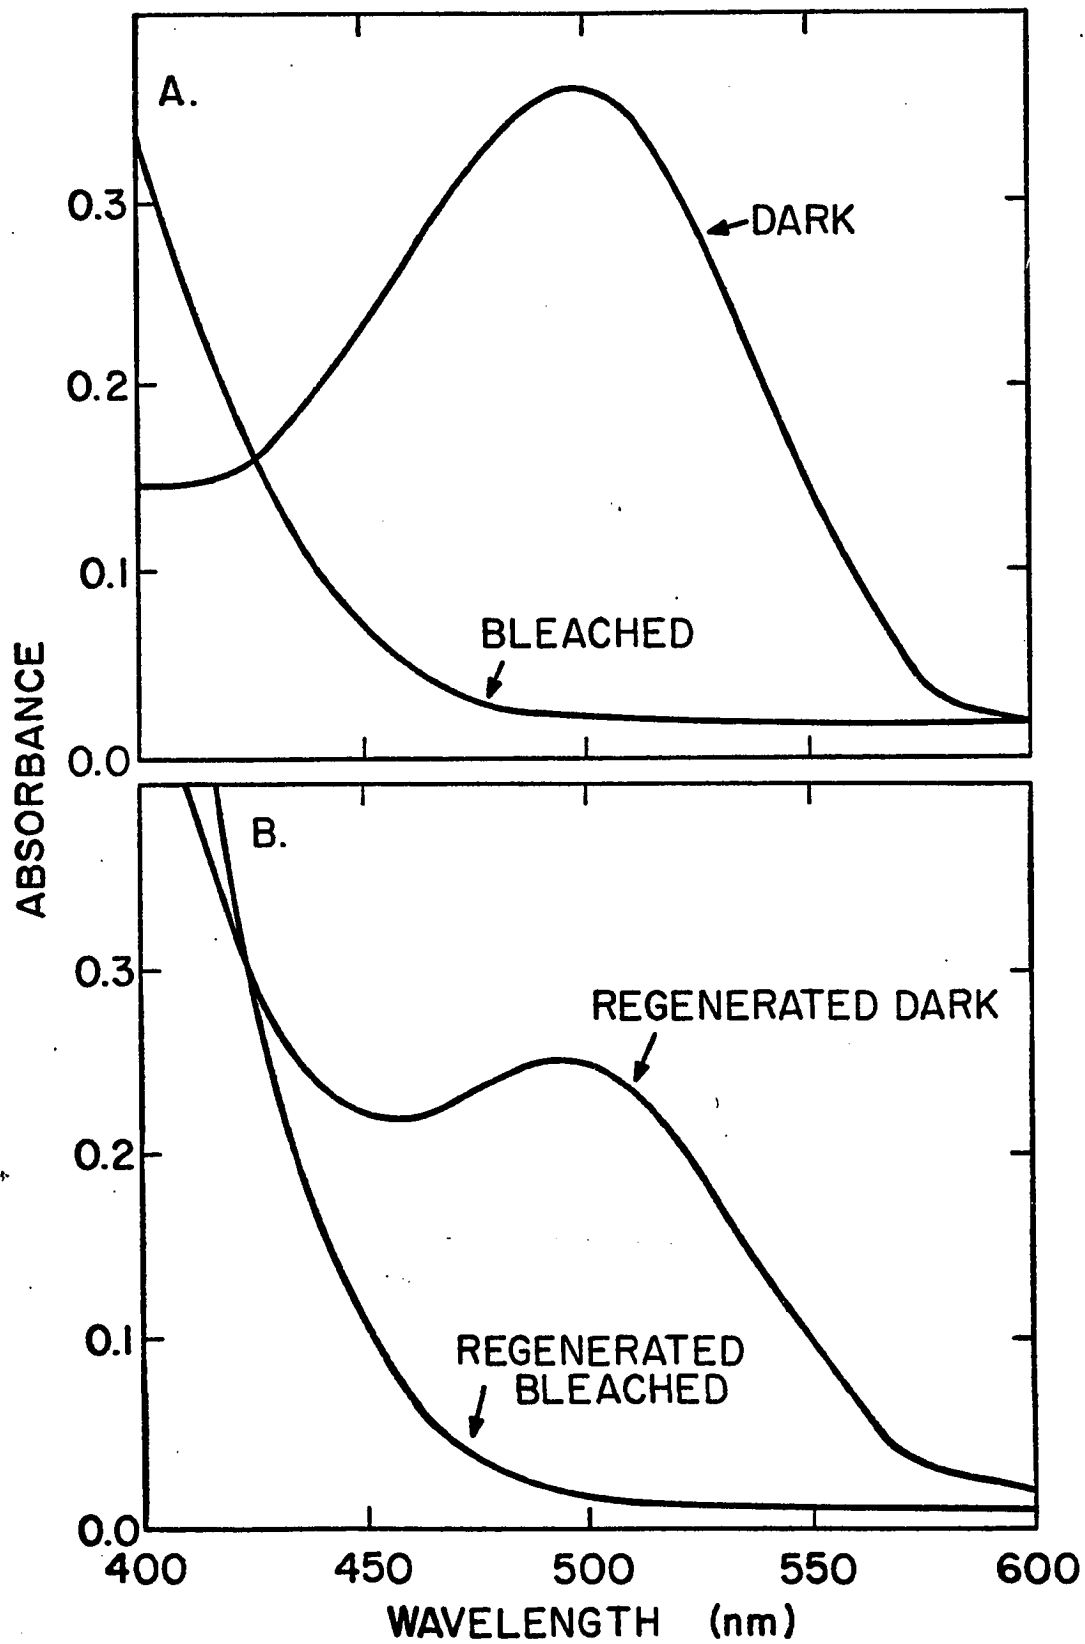 A.
0.3
DARK
0.2
0.1
BLEACHED
0.0
ABSORBANCE
B.
0.3
REGENERATED DARK
0.2
0.1
REGENERATED
BLEACHED
0.0
400 450 500 550 600
WAVELENGTH (nm)